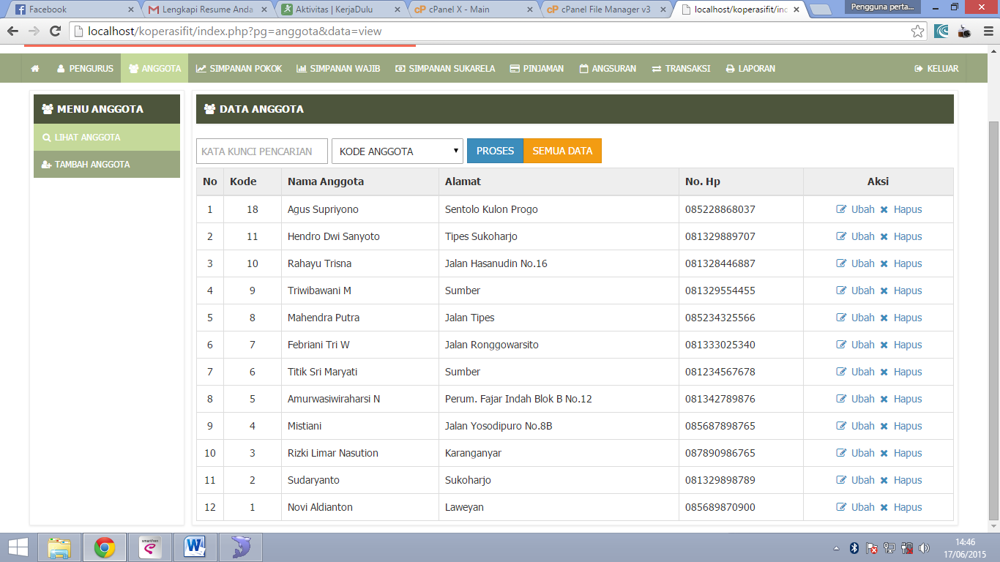 Facebook Lengkapi Resume Anda Aktivitas | KerjaDulu cPanel X - Main cPanel File Manager v3 localhost/koperasifit/inc Pengguna perta...
localhost/koperasifit/index.php?pg=anggota&data=view
PENGURUS ANGGOTA SIMPANAN POKOK SIMPANAN WAJIB SIMPANAN SUKARELA PINJAMAN ANGSURAN TRANSAKSI LAPORAN KELUAR
MENU ANGGOTA
LIHAT ANGGOTA
TAMBAH ANGGOTA
DATA ANGGOTA
KATA KUNCI PENCARIAN KODE ANGGOTA PROSES SEMUA DATA
No Kode Nama Anggota Alamat No. Hp Aksi
1 18 Agus Supriyono Sentolo Kulon Progo 085228868037 Ubah Hapus
2 11 Hendro Dwi Sanyoto Tipes Sukoharjo 081329889707 Ubah Hapus
3 10 Rahayu Trisna Jalan Hasanudin No.16 081328446887 Ubah Hapus
4 9 Triwibawani M Sumber 081329554455 Ubah Hapus
5 8 Mahendra Putra Jalan Tipes 085234325566 Ubah Hapus
6 7 Febriani Tri W Jalan Ronggowarsito 081333025340 Ubah Hapus
7 6 Titik Sri Maryati Sumber 081234567678 Ubah Hapus
8 5 Amurwasiwiraharsi N Perum. Fajar Indah Blok B No.12 081342789876 Ubah Hapus
9 4 Mistiani Jalan Yosodipuro No.8B 085687898765 Ubah Hapus
10 3 Rizki Limar Nasution Karanganyar 087890986765 Ubah Hapus
11 2 Sudaryanto Sukoharjo 081329898789 Ubah Hapus
12 1 Novi Aldianton Laweyan 085689870900 Ubah Hapus
smartfren
14:46
17/06/2015